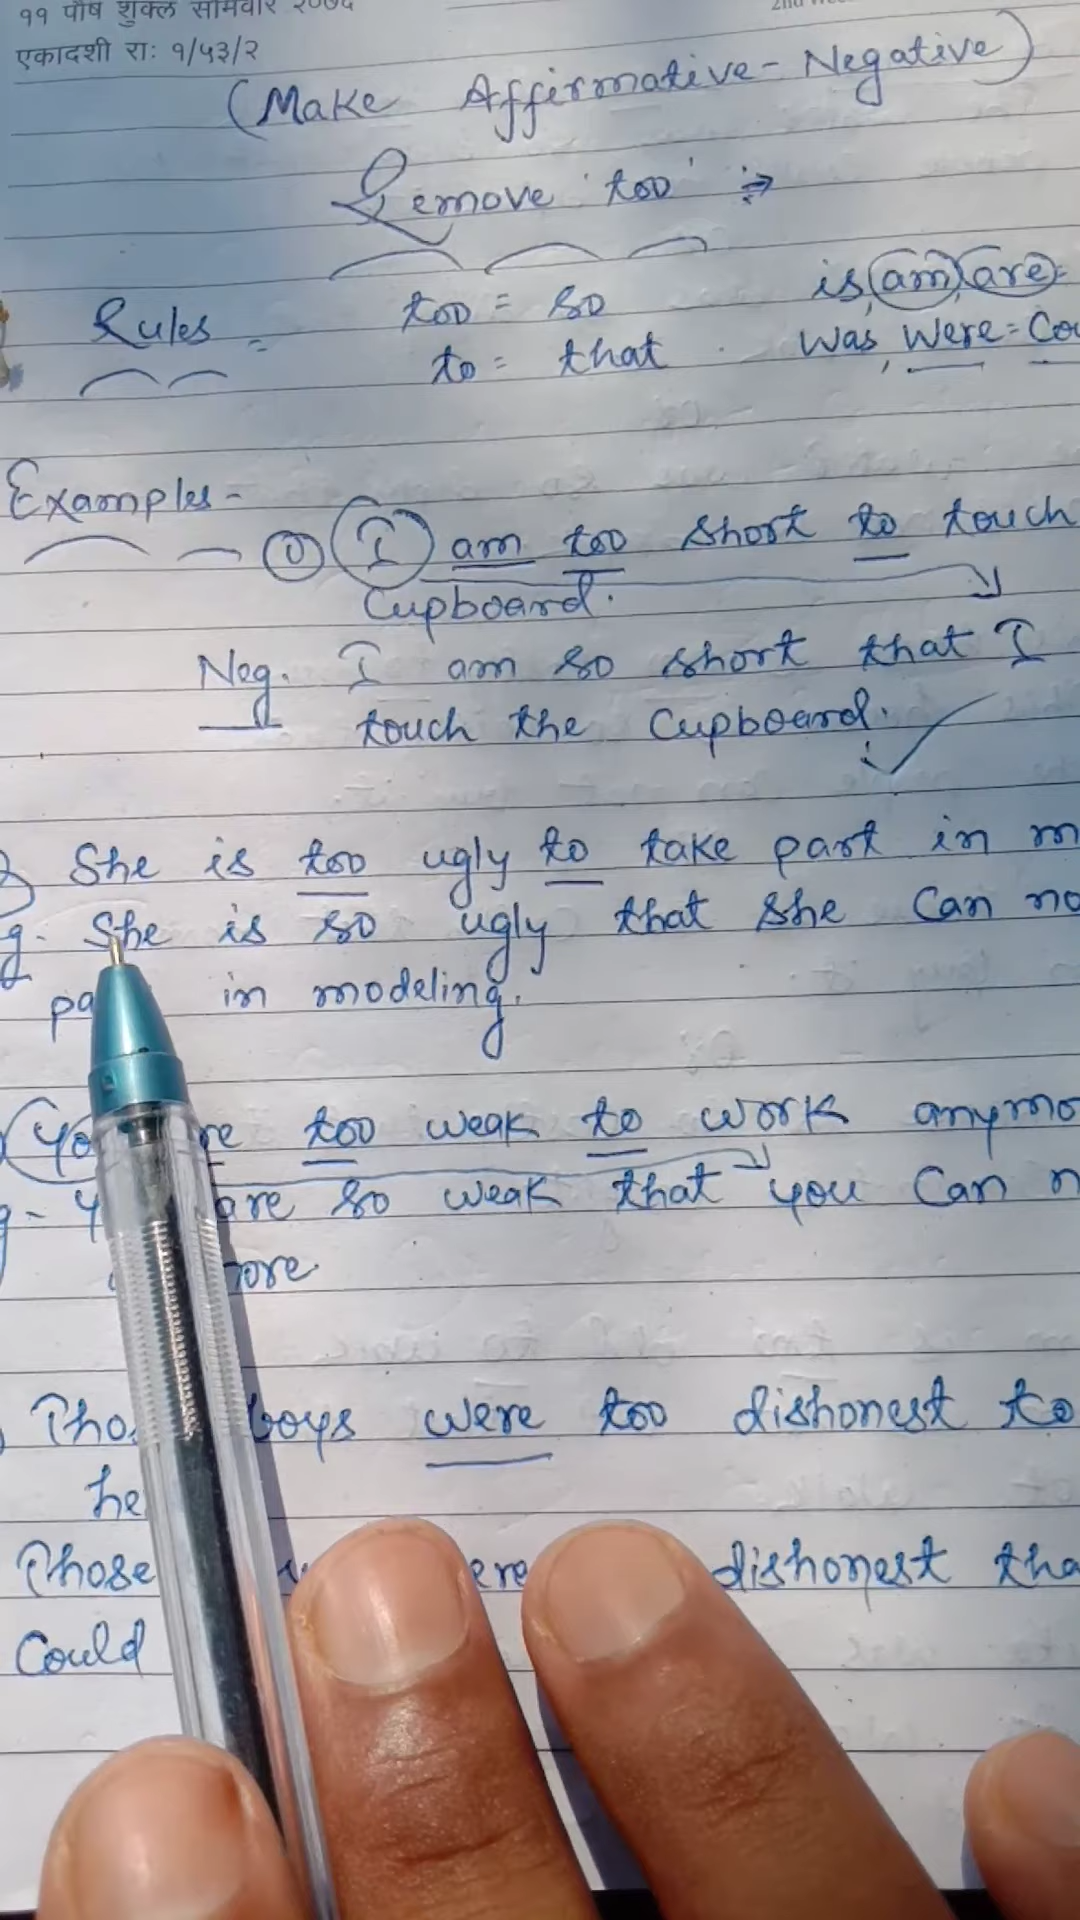 ११ पौष शुक्ल सोमवार २०७५
एकादशी राः १/५३/२
(Make Affirmative-Negative)
Remove 'too' ⇒
Rules = too = so is, am, are =
to = that was, were =
Examples-
① I am too short to touch
Cupboard.
Neg. I am so short that I
touch the Cupboard.
She is too ugly to take part in
She is so ugly that she can
in modeling.
too weak to work
are so weak that you can
boys were too dishonest to
Those dishonest
Could